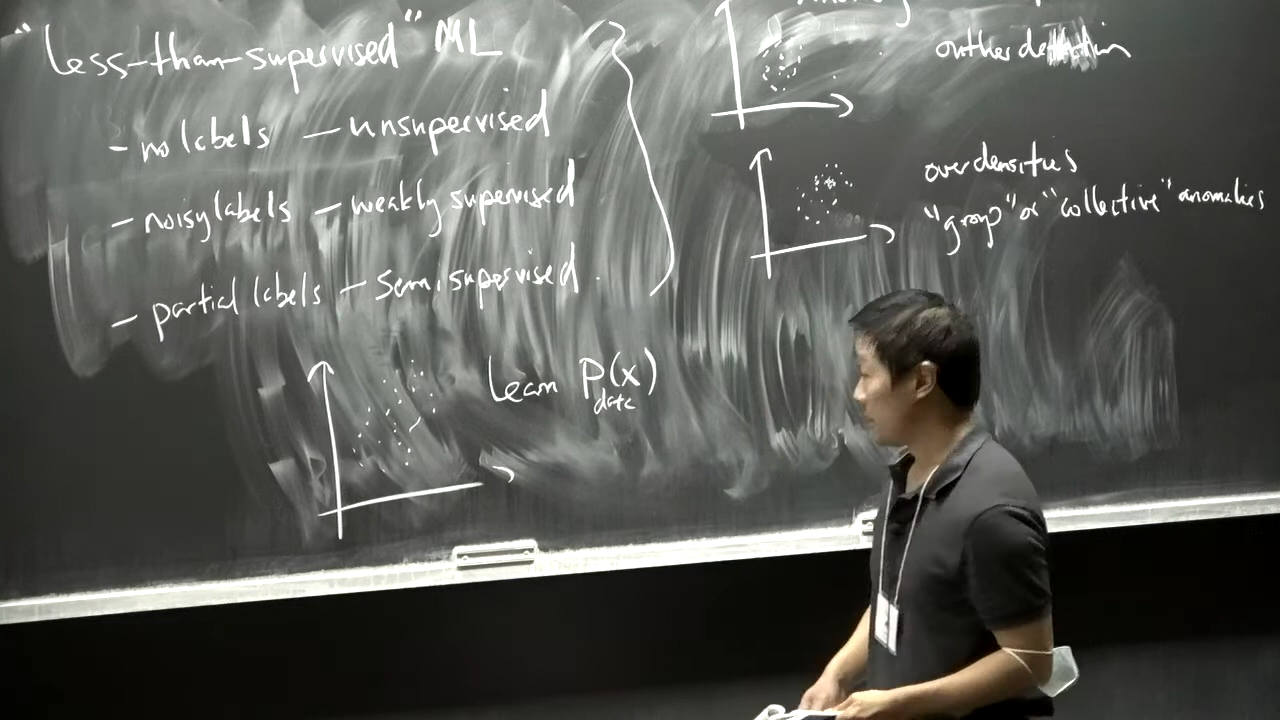 "less-than-supervised" ML
- no labels - unsupervised
- noisy labels - weakly supervised
- partial labels - semi supervised
learn P(x)
data
outlier detection
overdensities
"group" or "collective" anomalies